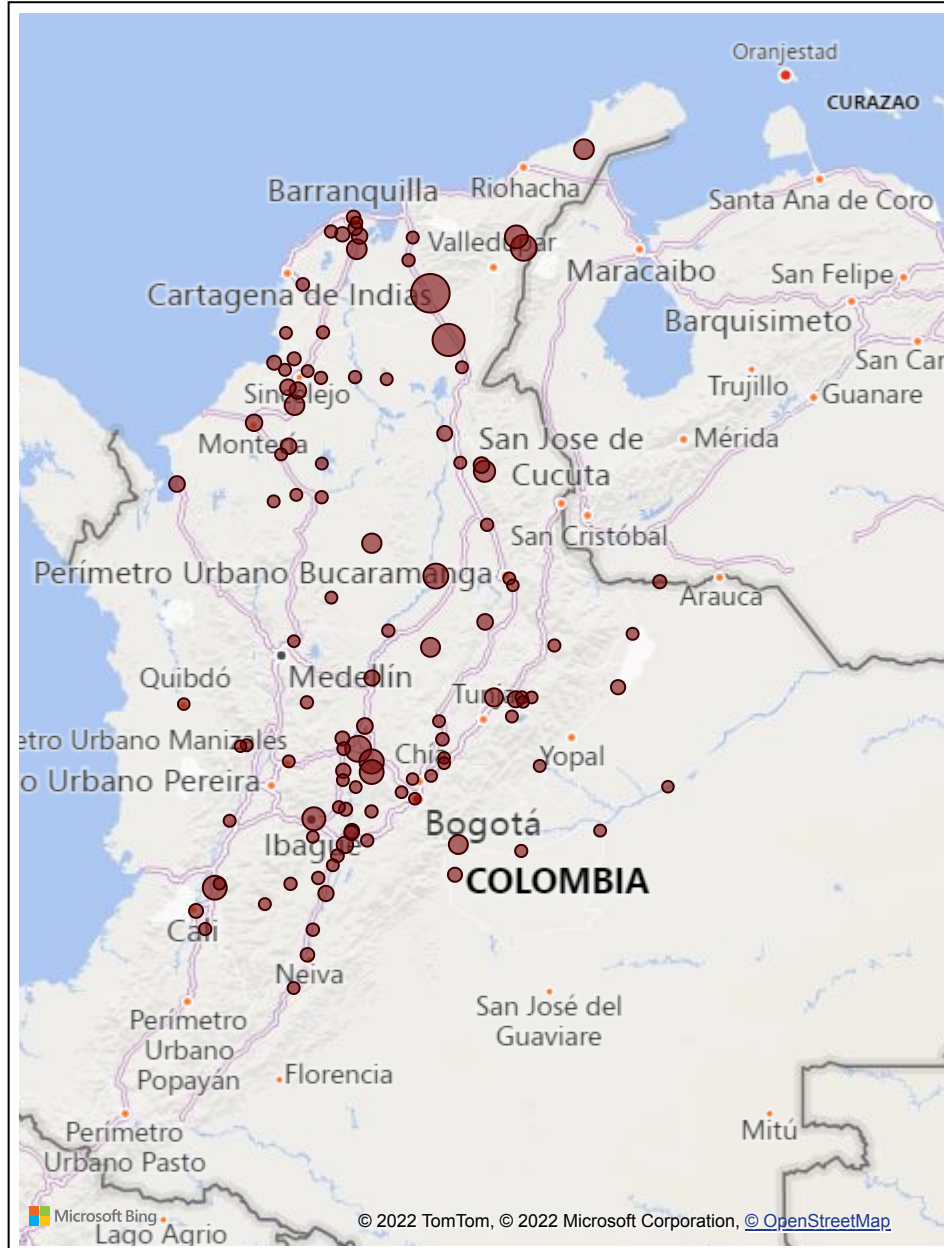 Oranjestad
CURAZAO
Barranquilla
Riohacha
Santa Ana de Coro
Valledupar
Maracaibo
San Felipe
Cartagena de Indias
Barquisimeto
San Car
Trujillo
Guanare
Sincelejo
Montería
San Jose de
Cucuta
Mérida
San Cristóbal
Perímetro Urbano Bucaramanga
Arauca
Quibdó
Medellín
Tunja
etro Urbano Manizales
Chía
Yopal
o Urbano Pereira
Bogotá
Ibagué
COLOMBIA
Cali
Neiva
San José del
Guaviare
Perímetro
Urbano
Popayán
Florencia
Mitú
Perímetro
Urbano Pasto
Microsoft Bing
Lago Agrio
© 2022 TomTom, © 2022 Microsoft Corporation, © OpenStreetMap